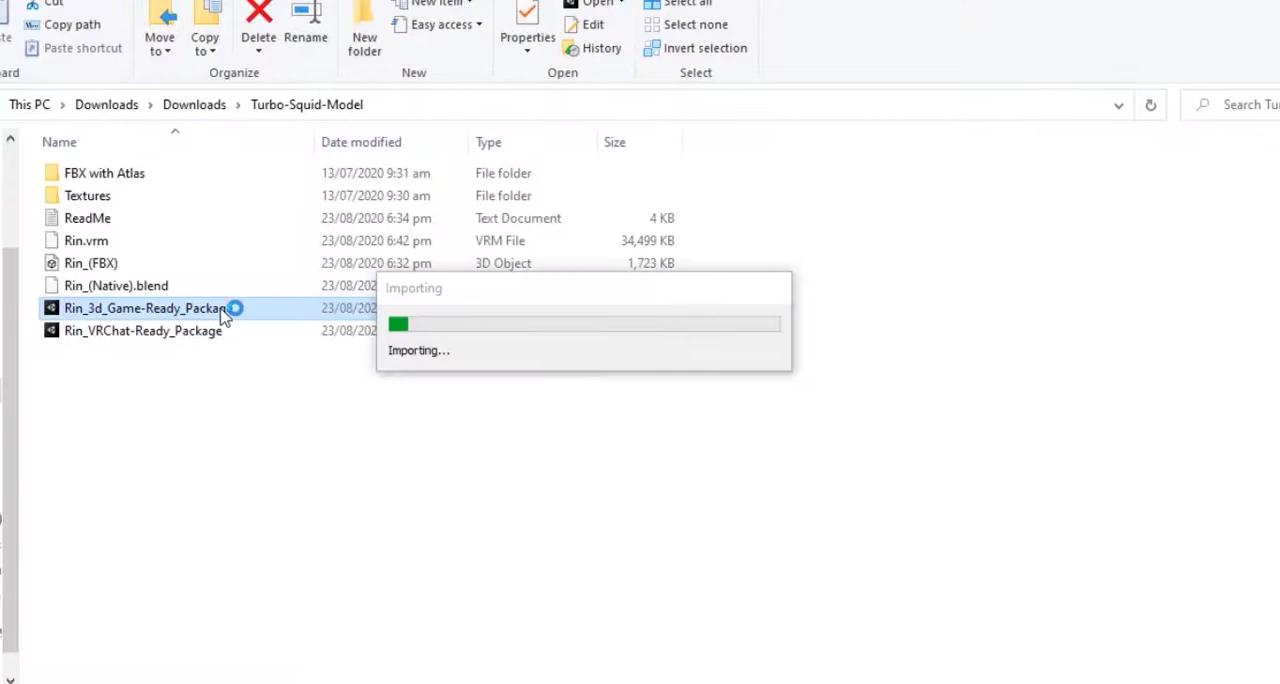 Cut
New item
Open
Select all
Copy path
Easy access
Edit
Select none
Paste shortcut
Move to
Copy to
Delete
Rename
New folder
Properties
History
Invert selection
Organize
New
Open
Select
This PC > Downloads > Downloads > Turbo-Squid-Model
Search Tu
Name Date modified Type Size
FBX with Atlas 13/07/2020 9:31 am File folder
Textures 13/07/2020 9:30 am File folder
ReadMe 23/08/2020 6:34 pm Text Document 4 KB
Rin.vrm 23/08/2020 6:42 pm VRM File 34,499 KB
Rin_(FBX) 23/08/2020 6:32 pm 3D Object 1,723 KB
Rin_(Native).blend 23/08/202
Rin_3d_Game-Ready_Packa 23/08/202
Rin_VRChat-Ready_Package 23/08/202
Importing
Importing...